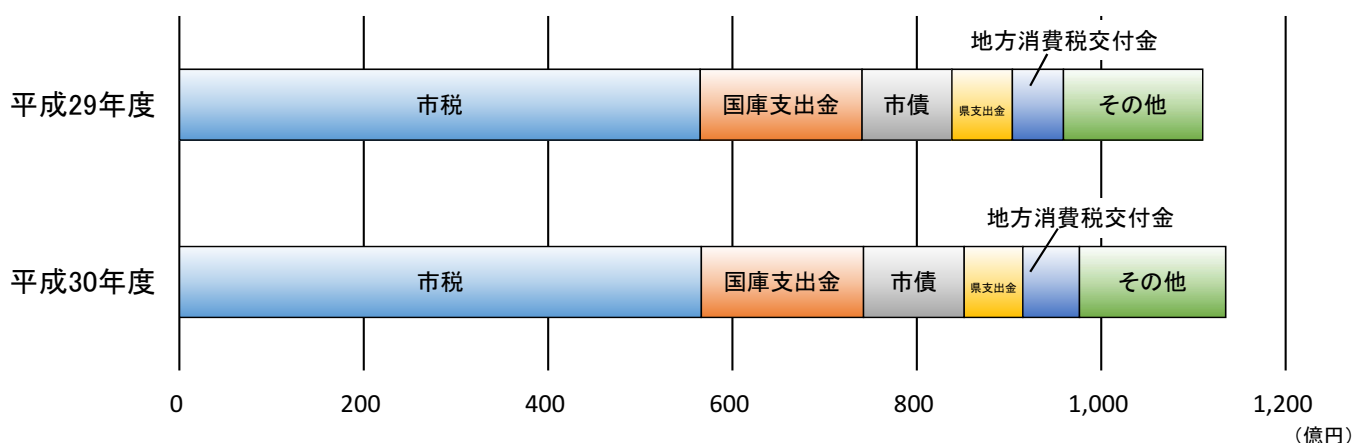 地方消費税交付金
平成29年度
市税
国庫支出金
市債
県支出金
その他
地方消費税交付金
平成30年度
市税
国庫支出金
市債
県支出金
その他
0
200
400
600
800
1,000
1,200
（億円）